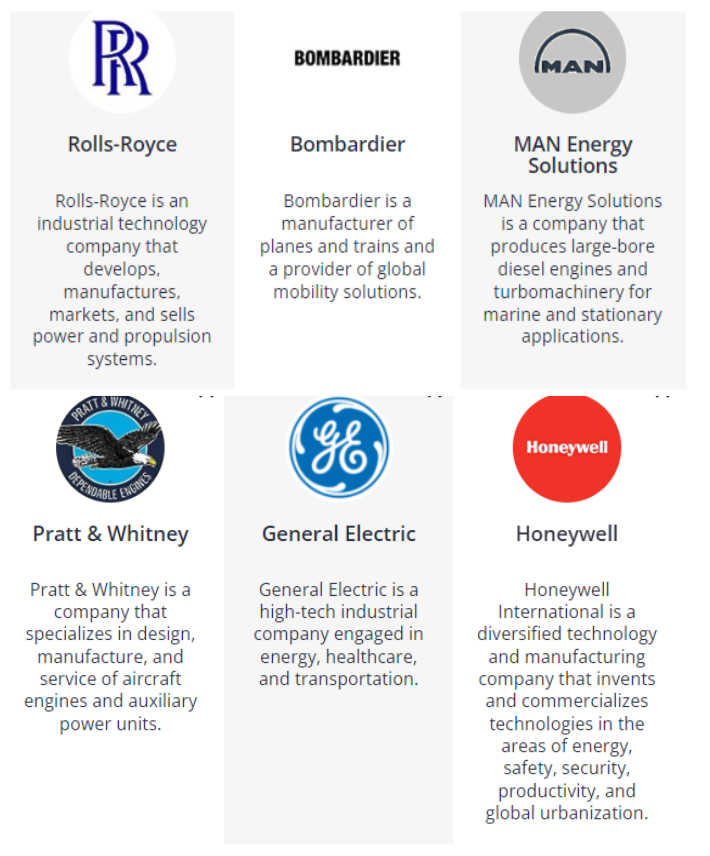 RR
Rolls-Royce
Rolls-Royce is an
industrial technology
company that
develops,
manufactures,
markets, and sells
power and propulsion
systems.
BOMBARDIER
Bombardier
Bombardier is a
manufacturer of
planes and trains and
a provider of global
mobility solutions.
MAN
MAN Energy
Solutions
MAN Energy Solutions
is a company that
produces large-bore
diesel engines and
turbomachinery for
marine and stationary
applications.
PRATT & WHITNEY
DEPENDABLE ENGINES
Pratt & Whitney
Pratt & Whitney is a
company that
specializes in design,
manufacture, and
service of aircraft
engines and auxiliary
power units.
GE
General Electric
General Electric is a
high-tech industrial
company engaged in
energy, healthcare,
and transportation.
Honeywell
Honeywell
Honeywell
International is a
diversified technology
and manufacturing
company that invents
and commercializes
technologies in the
areas of energy,
safety, security,
productivity, and
global urbanization.